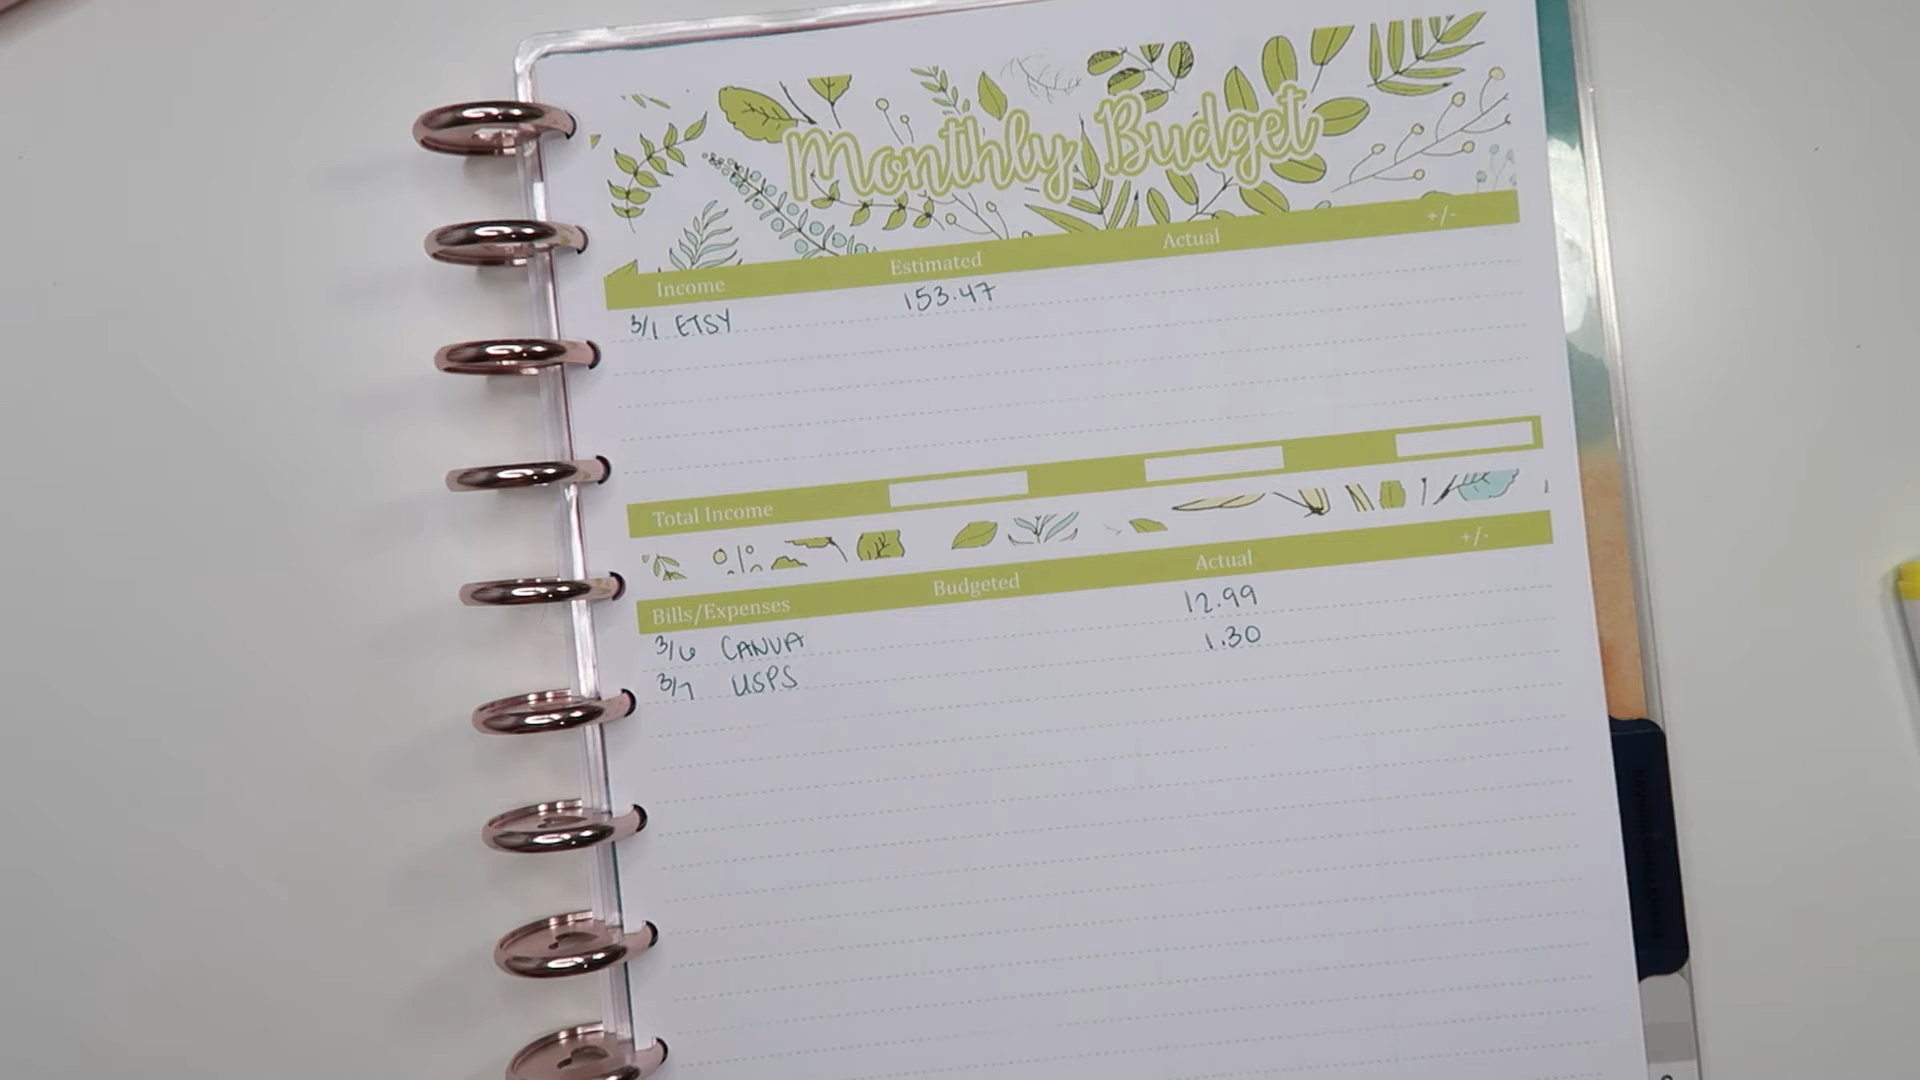 Monthly Budget
Income Estimated Actual +/-
3/1 ETSY 153.47
Total Income
Bills/Expenses Budgeted Actual +/-
3/6 CANVA 12.99
3/7 USPS 1.30